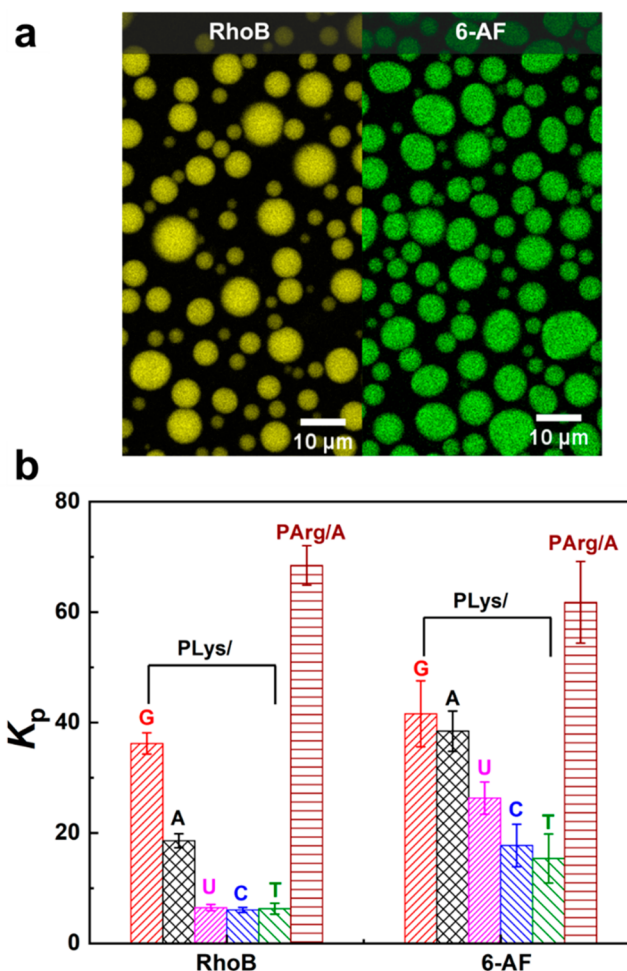 a
RhoB
6-AF
10 µm
10 µm
b
80
60
40
20
0
Kp
PLys/
G
A
U
C
T
PArg/A
PLys/
G
A
U
C
T
PArg/A
RhoB
6-AF